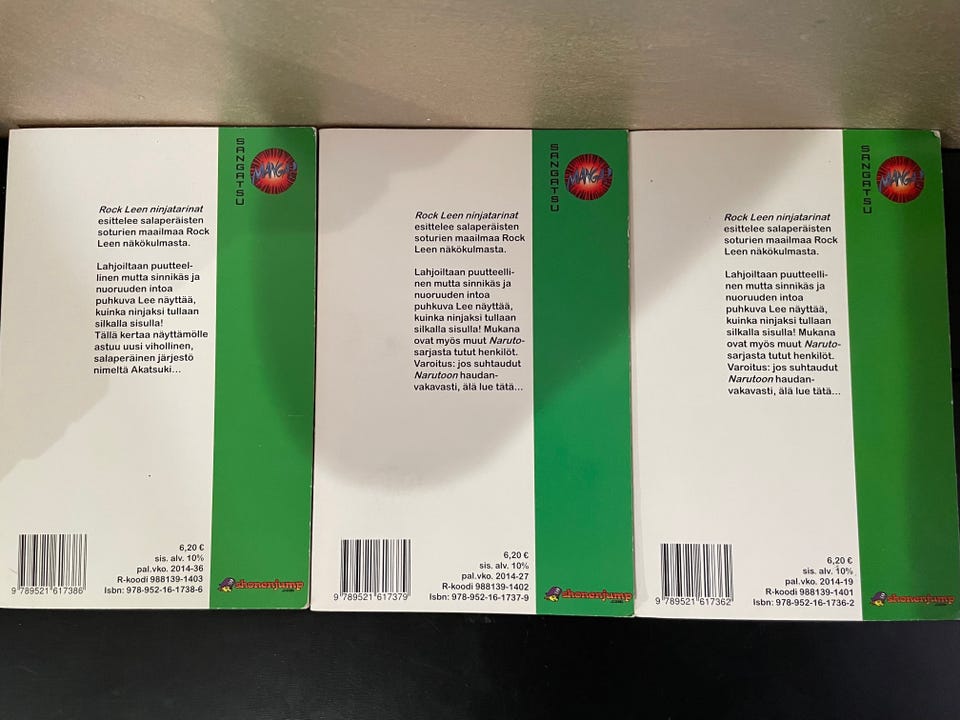 SANGATSU
MANGA
Rock Leen ninjatarinat
esittelee salaperäisten
soturien maailmaa Rock
Leen näkökulmasta.
Lahjoiltaan puutteel-
linen mutta sinnikäs ja
nuoruuden intoa
puhkuva Lee näyttää,
kuinka ninjaksi tullaan
silkalla sisulla!
Tällä kertaa näyttämölle
astuu uusi vihollinen,
salaperäinen järjestö
nimeltä Akatsuki...
6,20 €
sis. alv. 10%
pal.vko. 2014-36
R-koodi 988139-1403
Isbn: 978-952-16-1738-6
9 789521 617386
shonenjump
.com
SANGATSU
MANGA
Rock Leen ninjatarinat
esittelee salaperäisten
soturien maailmaa Rock
Leen näkökulmasta.
Lahjoiltaan puutteelli-
nen mutta sinnikäs ja
nuoruuden intoa
puhkuva Lee näyttää,
kuinka ninjaksi tullaan
silkalla sisulla! Mukana
ovat myös muut Naruto-
sarjasta tutut henkilöt.
Varoitus: jos suhtaudut
Narutoon haudan-
vakavasti, älä lue tätä...
6,20 €
sis. alv. 10%
pal.vko. 2014-27
R-koodi 988139-1402
Isbn: 978-952-16-1737-9
9 789521 617379
shonenjump
.com
SANGATSU
MANGA
Rock Leen ninjatarinat
esittelee salaperäisten
soturien maailmaa Rock
Leen näkökulmasta.
Lahjoiltaan puutteelli-
nen mutta sinnikäs ja
nuoruuden intoa
puhkuva Lee näyttää,
kuinka ninjaksi tullaan
silkalla sisulla! Mukana
ovat myös muut Naruto-
sarjasta tutut henkilöt.
Varoitus: jos suhtaudut
Narutoon haudan-
vakavasti, älä lue tätä...
6,20 €
sis. alv. 10%
pal.vko. 2014-19
R-koodi 988139-1401
Isbn: 978-952-16-1736-2
9 789521 617362
shonenjump
.com